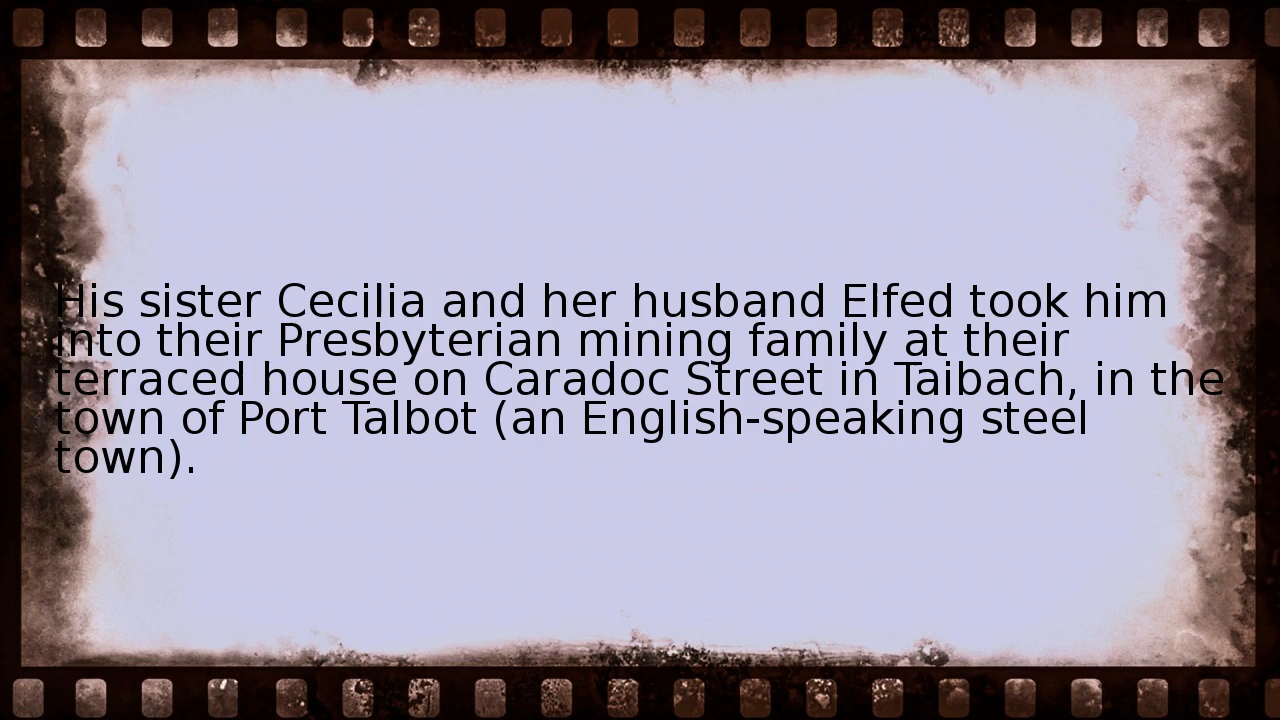 His sister Cecilia and her husband Elfed took him
into their Presbyterian mining family at their
terraced house on Caradoc Street in Taibach, in the
town of Port Talbot (an English-speaking steel
town).